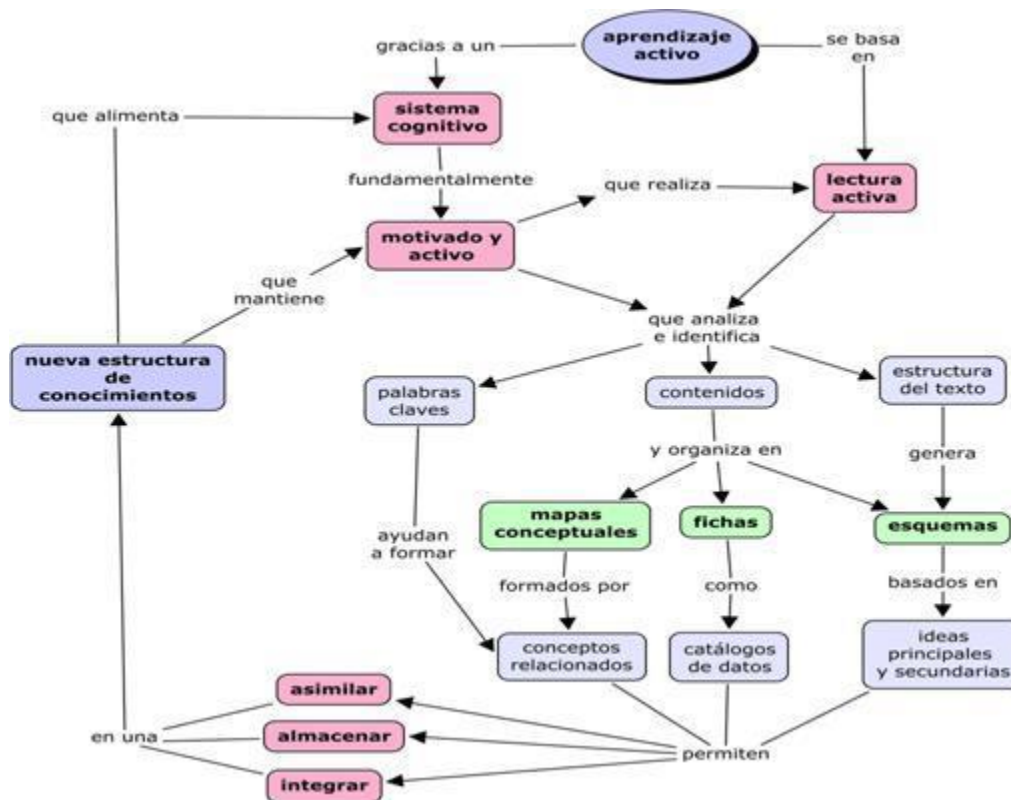 aprendizaje
activo
gracias a un
se basa
en
sistema
cognitivo
que alimenta
fundamentalmente
que realiza
lectura
activa
motivado y
activo
que
mantiene
que analiza
e identifica
nueva estructura
de
conocimientos
palabras
claves
contenidos
estructura
del texto
y organiza en
genera
mapas
conceptuales
fichas
esquemas
ayudan
a formar
formados por
como
basados en
conceptos
relacionados
catálogos
de datos
ideas
principales
y secundarias
asimilar
en una
almacenar
permiten
integrar